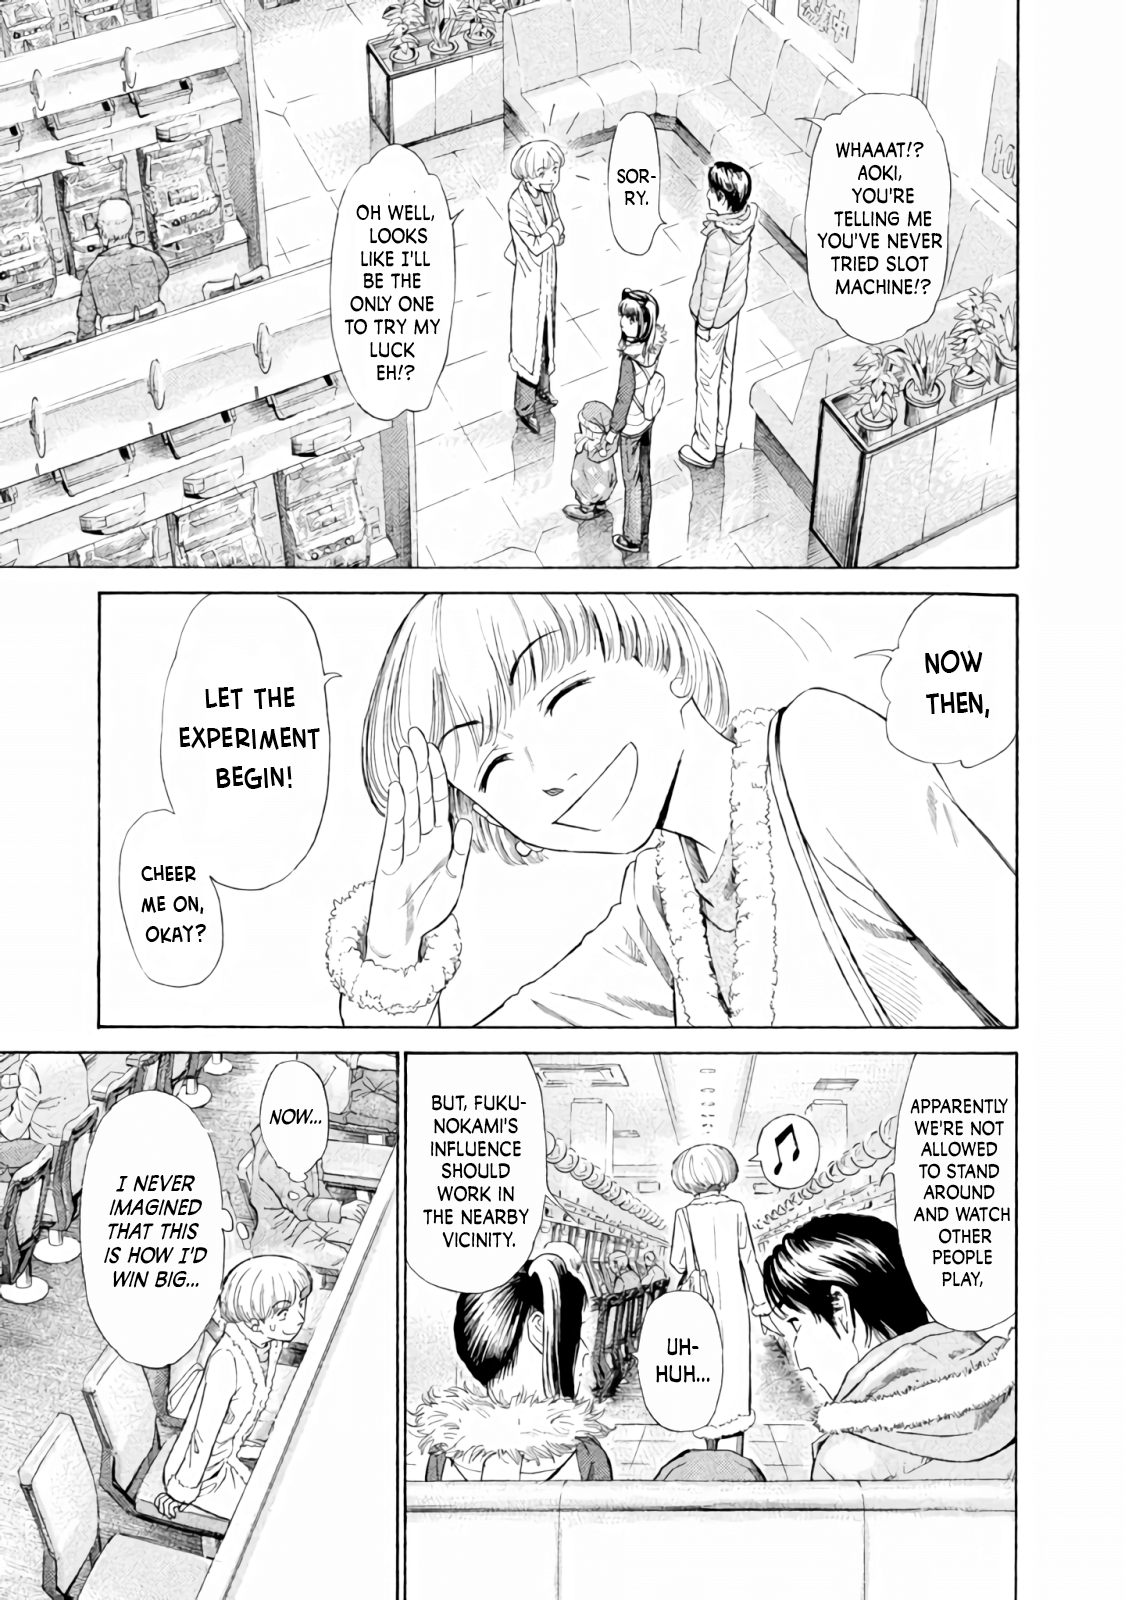 WHAAAT!?
AOKI,
YOU'RE
TELLING ME
YOU'VE NEVER
TRIED SLOT
MACHINE!?
SOR-
RY.
OH WELL,
LOOKS
LIKE I'LL
BE THE
ONLY ONE
TO TRY MY
LUCK
EH!?
NOW
THEN,
LET THE
EXPERIMENT
BEGIN!
CHEER
ME ON,
OKAY?
APPARENTLY
WE'RE NOT
ALLOWED
TO STAND
AROUND
AND WATCH
OTHER
PEOPLE
PLAY,
BUT, FUKU-
NOKAMI'S
INFLUENCE
SHOULD
WORK IN
THE NEARBY
VICINITY.
UH-
HUH...
NOW...
I NEVER
IMAGINED
THAT THIS
IS HOW I'D
WIN BIG...